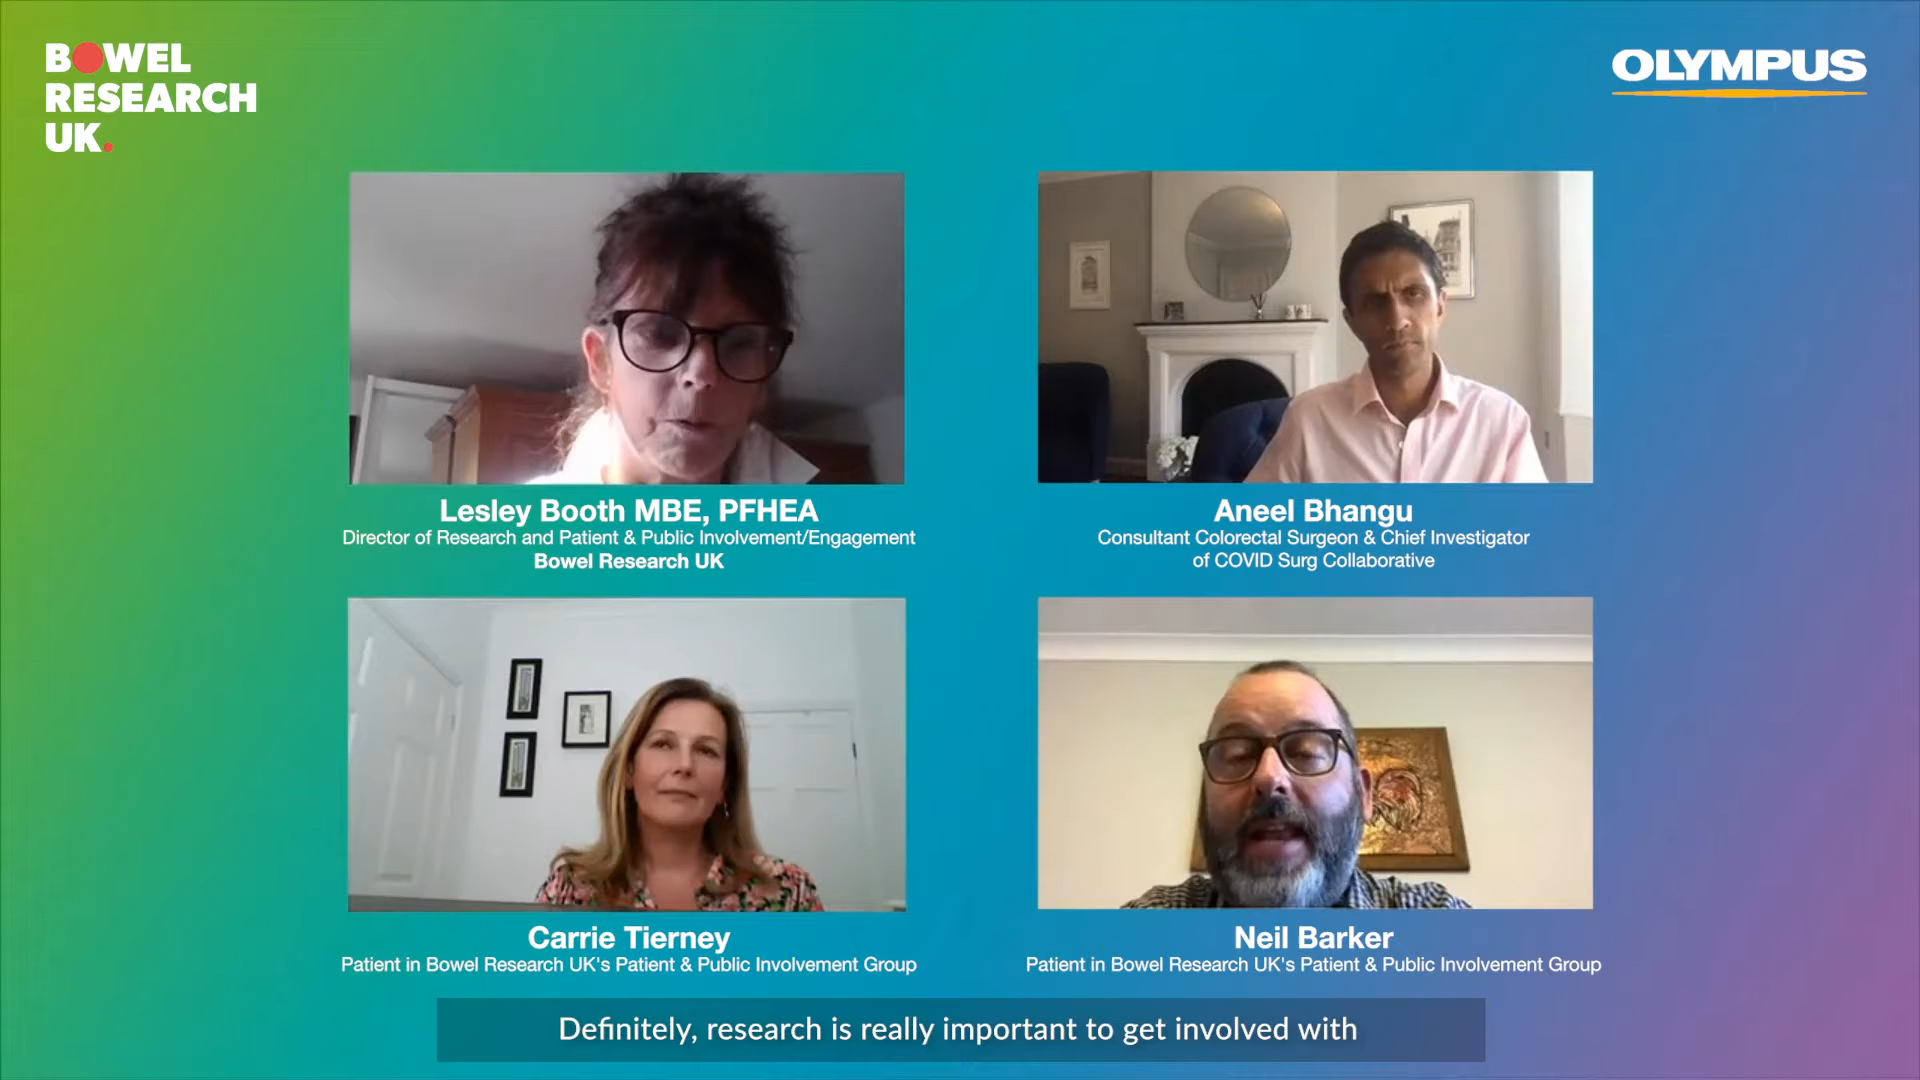 BOWEL
RESEARCH
UK.
OLYMPUS
Lesley Booth MBE, PFHEA
Director of Research and Patient & Public Involvement/Engagement
Bowel Research UK
Aneel Bhangu
Consultant Colorectal Surgeon & Chief Investigator
of COVID Surg Collaborative
Carrie Tierney
Patient in Bowel Research UK's Patient & Public Involvement Group
Neil Barker
Patient in Bowel Research UK's Patient & Public Involvement Group
Definitely, research is really important to get involved with